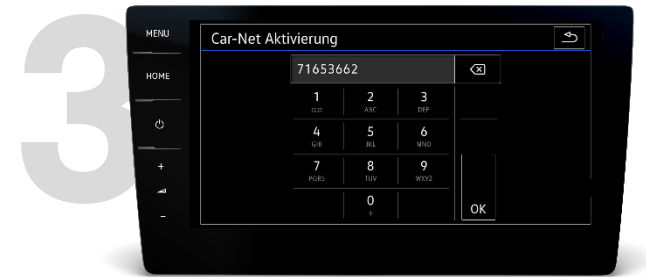 3
MENU
HOME
+
-
Car-Net Aktivierung
71653662
1
2
ABC
3
DEF
4
GHI
5
JKL
6
MNO
7
PQRS
8
TUV
9
WXYZ
0
+
OK